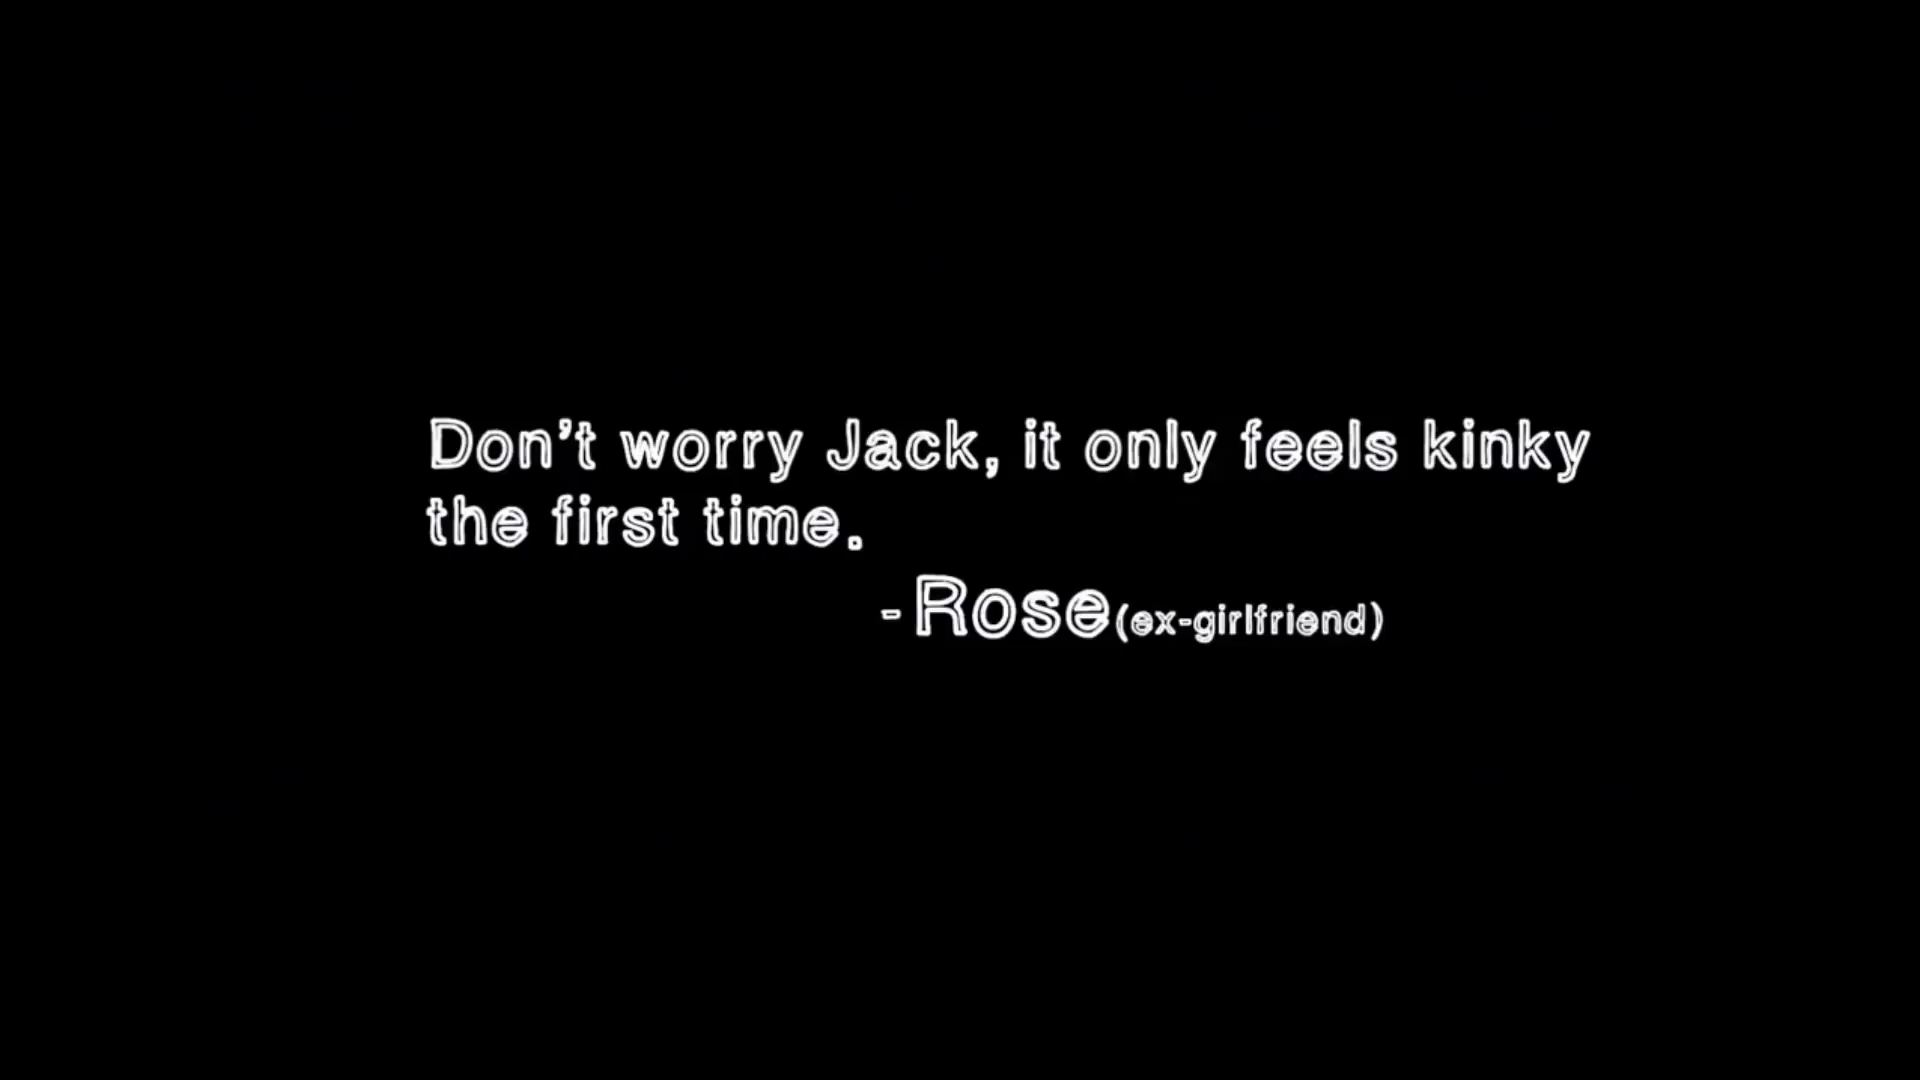 Don't worry Jack, it only feels kinky
the first time.
-Rose(ex-girlfriend)